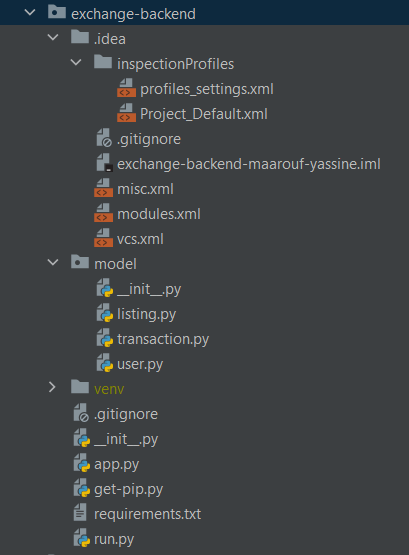 exchange-backend
.idea
inspectionProfiles
profiles_settings.xml
Project_Default.xml
.gitignore
exchange-backend-maarouf-yassine.iml
misc.xml
modules.xml
vcs.xml
model
__init__.py
listing.py
transaction.py
user.py
venv
.gitignore
__init__.py
app.py
get-pip.py
requirements.txt
run.py